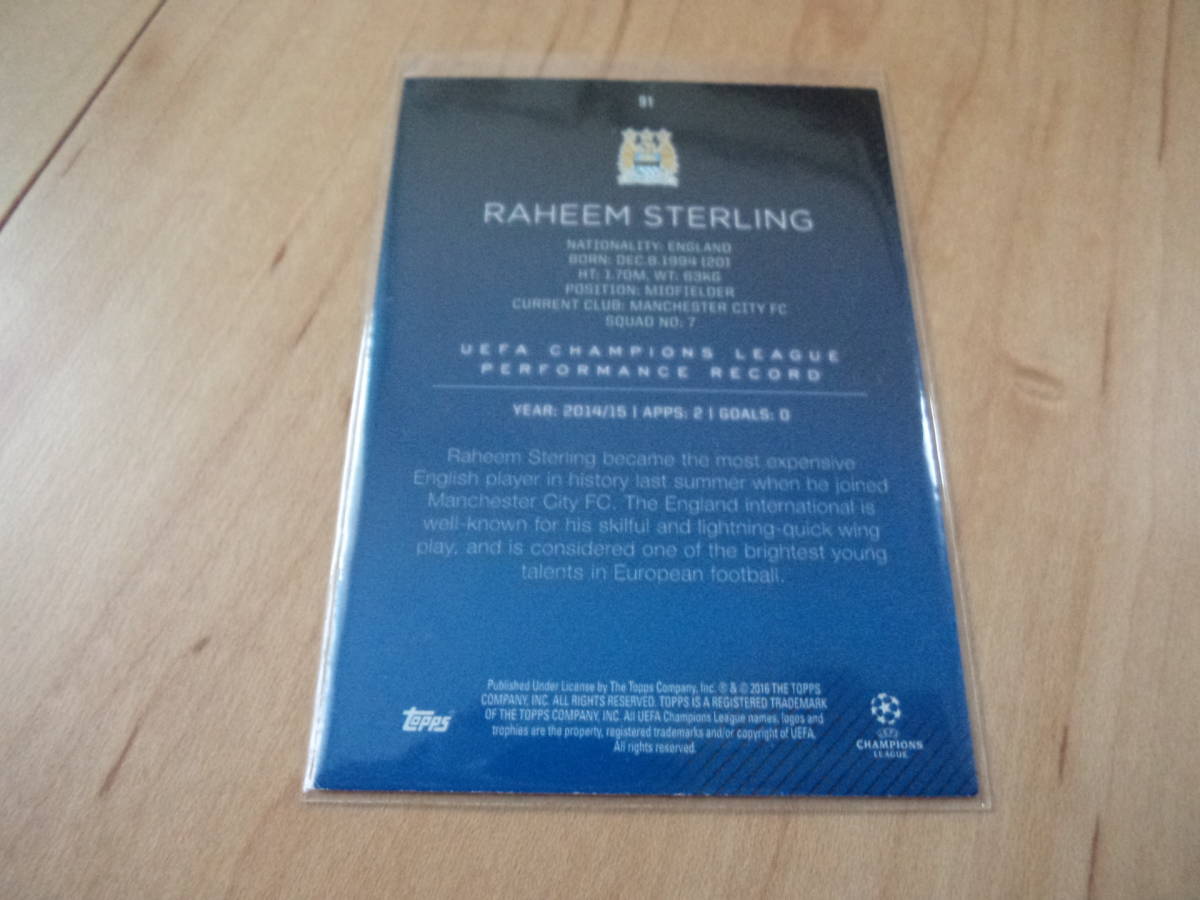 91
RAHEEM STERLING
NATIONALITY: ENGLAND
BORN: DEC.8.1994 (20)
HT: 1.70M, WT: 63KG
POSITION: MIDFIELDER
CURRENT CLUB: MANCHESTER CITY FC
SQUAD NO: 7
UEFA CHAMPIONS LEAGUE
PERFORMANCE RECORD
YEAR: 2014/15 | APPS: 2 | GOALS: 0
Raheem Sterling became the most expensive
English player in history last summer when he joined
Manchester City FC. The England international is
well-known for his skilful and lightning-quick wing
play, and is considered one of the brightest young
talents in European football.
Published Under License by The Topps Company, Inc. ® & © 2016 THE TOPPS
COMPANY, INC. ALL RIGHTS RESERVED. TOPPS IS A REGISTERED TRADEMARK
OF THE TOPPS COMPANY, INC. All UEFA Champions League names, logos and
trophies are the property, registered trademarks and/or copyright of UEFA.
All rights reserved.
Topps
UEFA
CHAMPIONS
LEAGUE